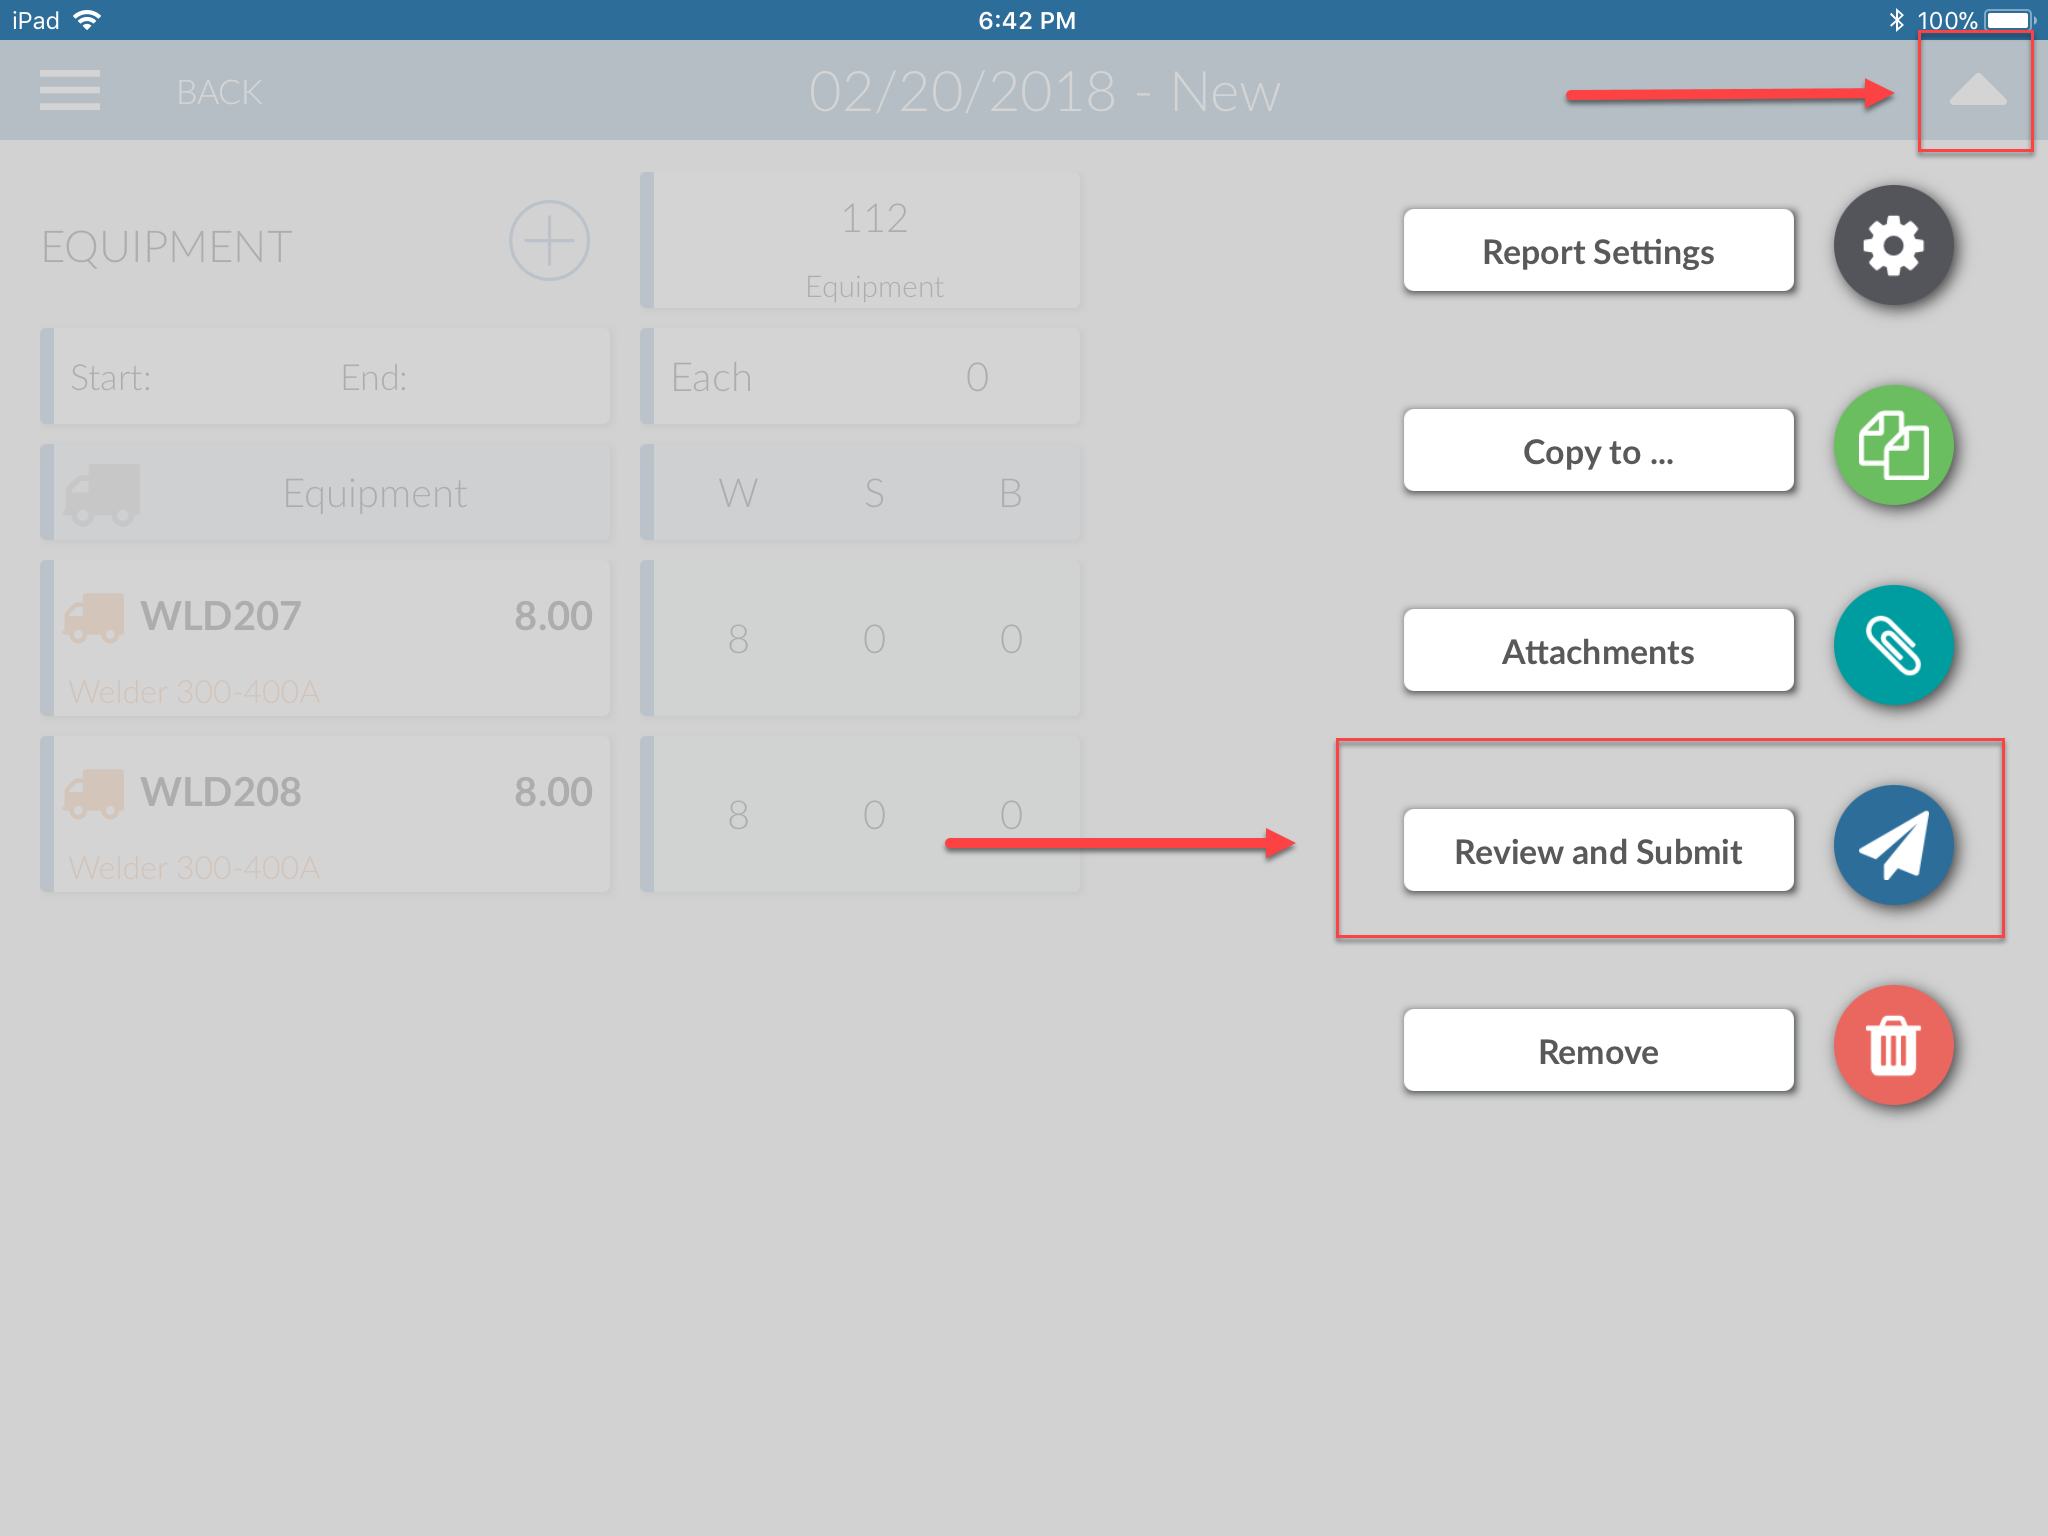 iPad 6:42 PM 100%
BACK 02/20/2018 - New
EQUIPMENT
112
Equipment
Start: End:
Each 0
Equipment
W S B
WLD207 8.00
Welder 300-400A
8 0 0
WLD208 8.00
Welder 300-400A
8 0 0
Report Settings
Copy to ...
Attachments
Review and Submit
Remove